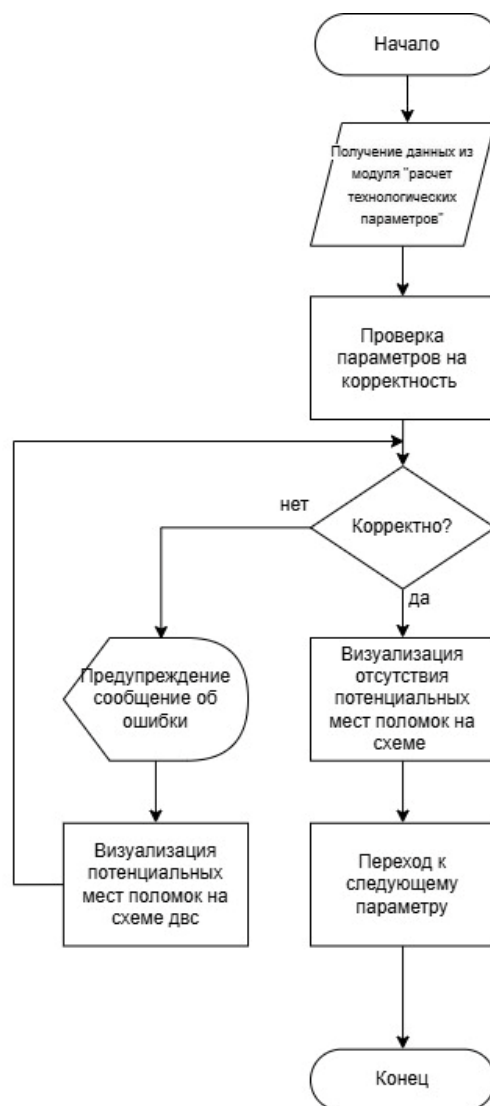 Начало
Получение данных из
модуля "расчет
технологических
параметров"
Проверка
параметров на
корректность
нет
Корректно?
да
Предупреждение
сообщение об
ошибки
Визуализация
отсутствия
потенциальных
мест поломок на
схеме
Визуализация
потенциальных
мест поломок на
схеме двс
Переход к
следующему
параметру
Конец